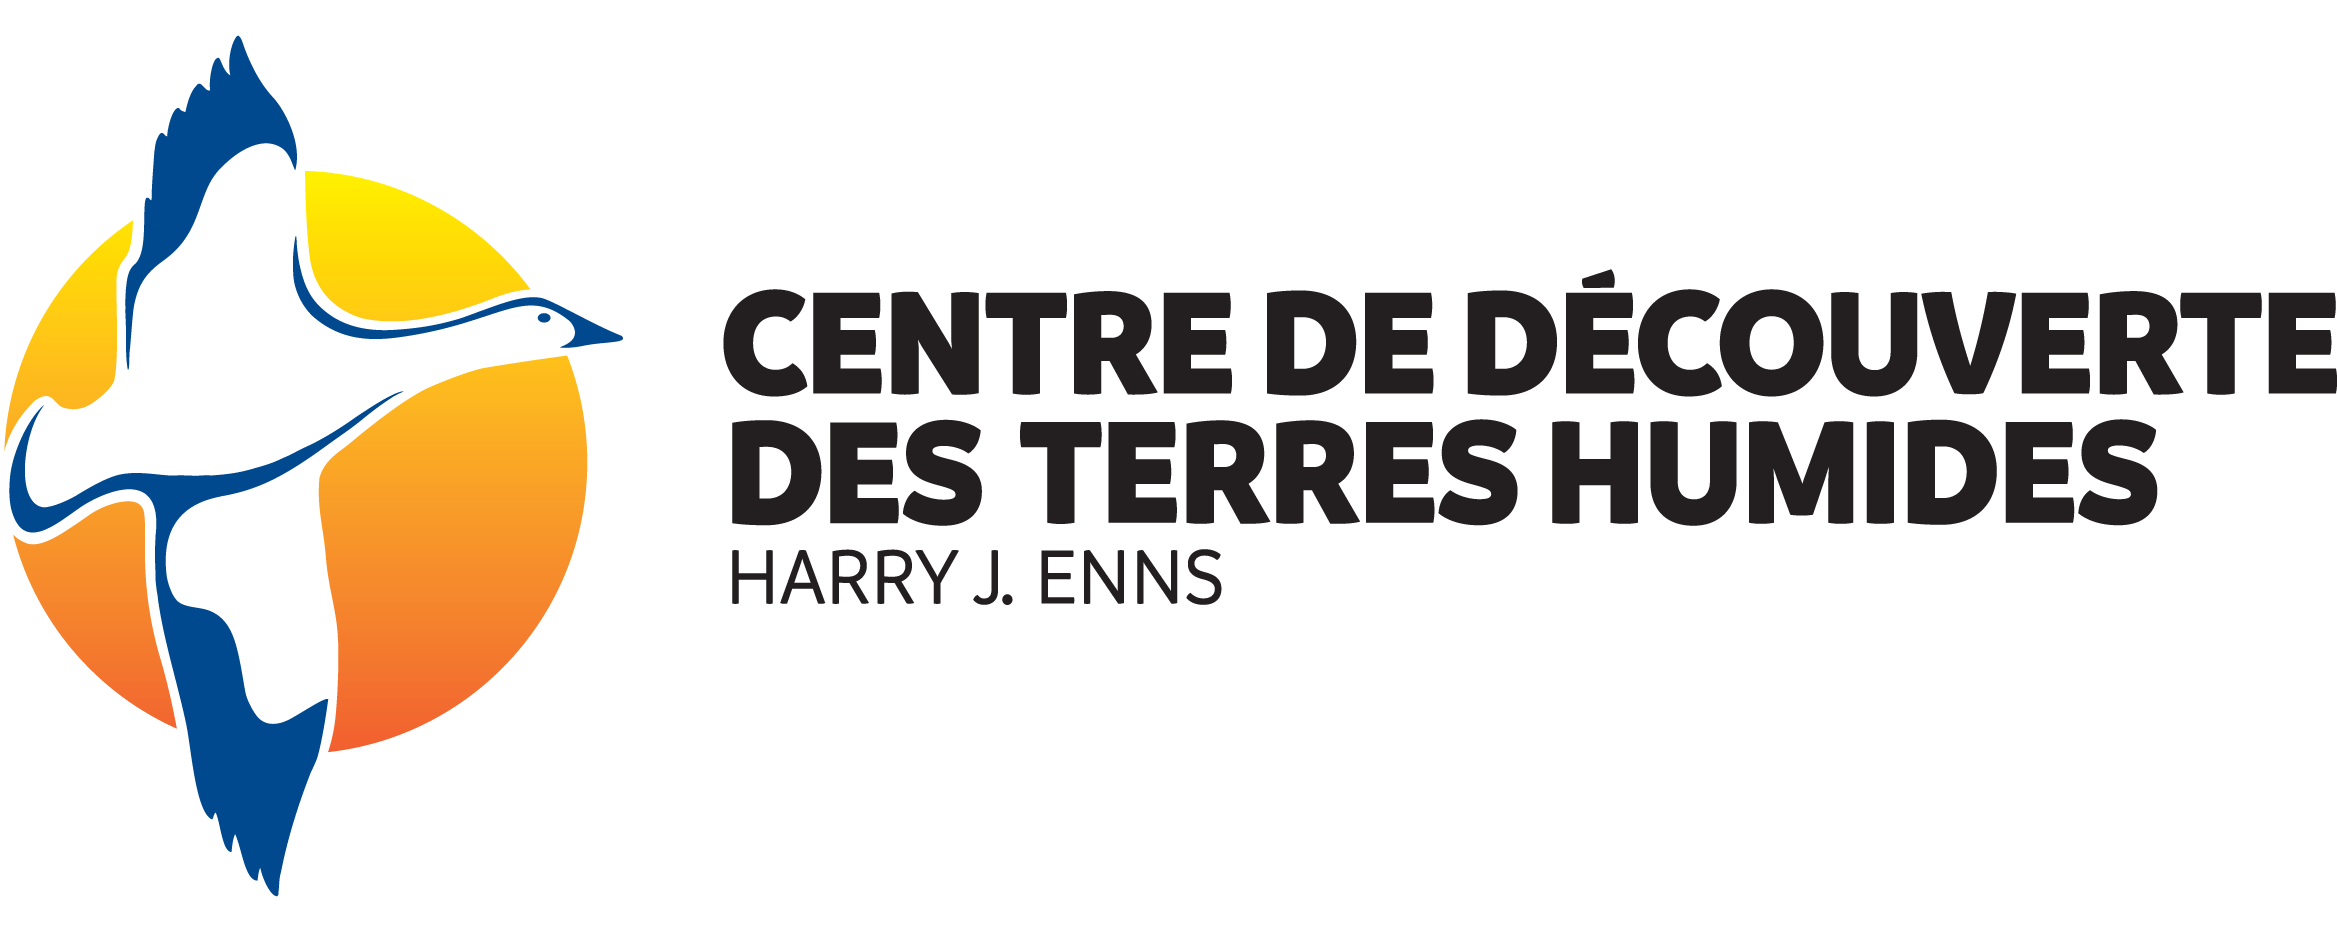 CENTRE DE DÉCOUVERTE
DES TERRES HUMIDES
HARRY J. ENNS